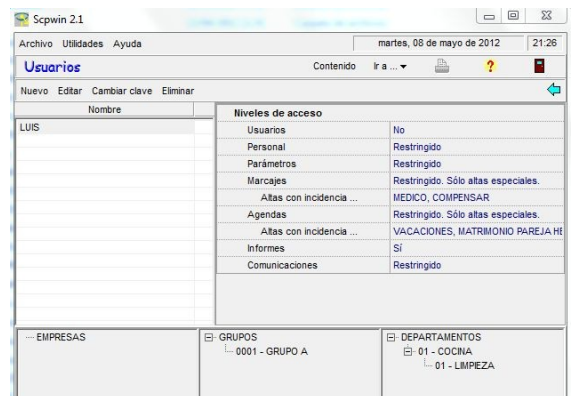 Scpwin 2.1
Archivo Utilidades Ayuda martes, 08 de mayo de 2012 21:26
Usuarios Contenido Ir a ... ?
Nuevo Editar Cambiar clave Eliminar
Nombre
LUIS
Niveles de acceso
Usuarios No
Personal Restringido
Parámetros Restringido
Marcajes Restringido. Sólo altas especiales.
Altas con incidencia ... MEDICO, COMPENSAR
Agendas Restringido. Sólo altas especiales.
Altas con incidencia ... VACACIONES, MATRIMONIO PAREJA HE
Informes Sí
Comunicaciones Restringido
EMPRESAS
GRUPOS
0001 - GRUPO A
DEPARTAMENTOS
01 - COCINA
01 - LIMPIEZA